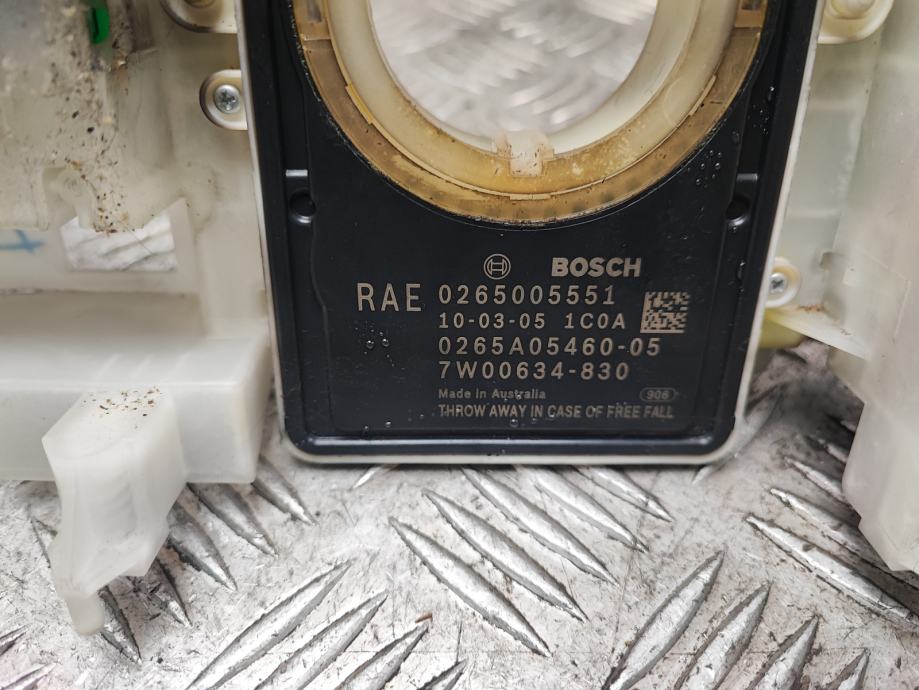 BOSCH
RAE 0265005551
10-03-05 1C0A
0265A05460-05
7W00634-830
Made in Australia 906
THROW AWAY IN CASE OF FREE FALL